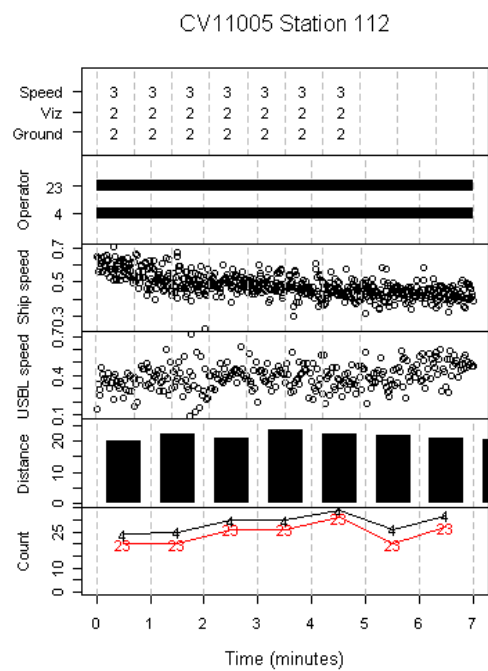 CV11005 Station 112
Speed 3 3 3 3 3 3 3
Viz 2 2 2 2 2 2 2
Ground 2 2 2 2 2 2 2
Operator 23 4
Ship speed 0.7 0.5 0.3
USBL speed 0.7 0.4 0.1
Distance 20 10 0
Count 25 10 0
4 4 4 4 4 4 4
23 23 23 23 23 23 23
0 1 2 3 4 5 6 7
Time (minutes)